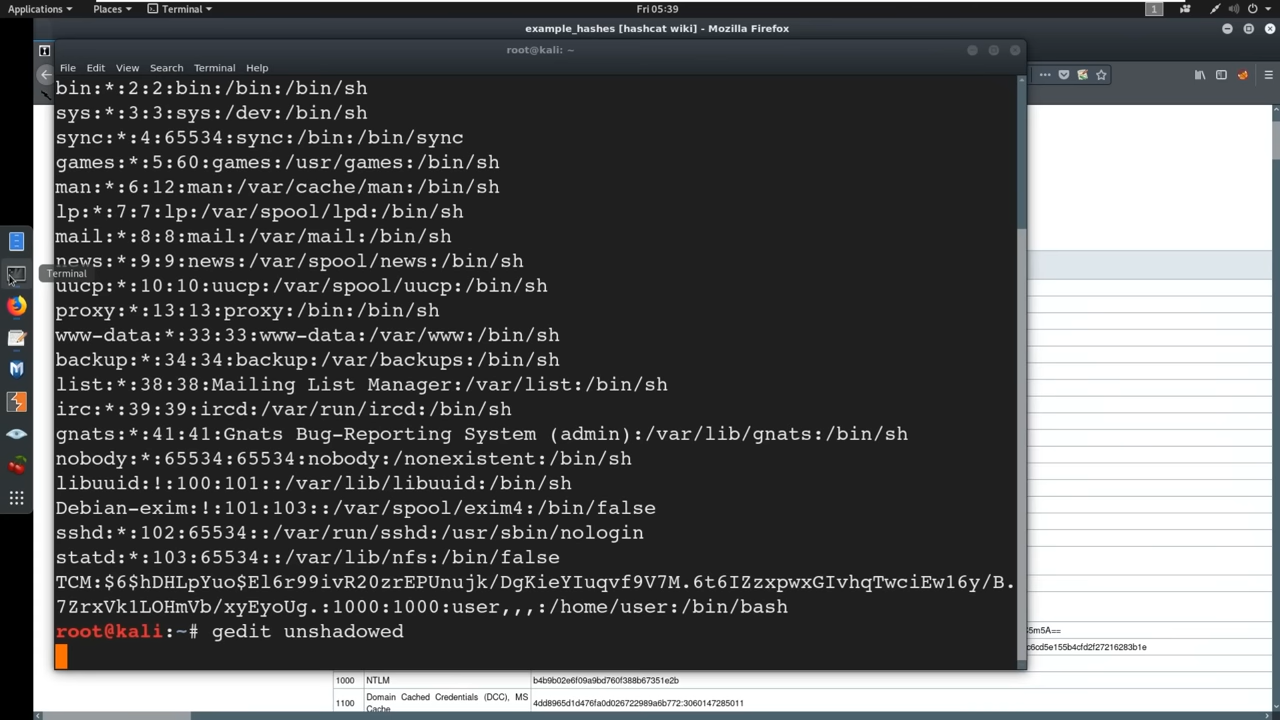 Applications
Places
Terminal
Fri 05:39
1
example_hashes [hashcat wiki] - Mozilla Firefox
root@kali: ~
File Edit View Search Terminal Help
bin:*:2:2:bin:/bin:/bin/sh
sys:*:3:3:sys:/dev:/bin/sh
sync:*:4:65534:sync:/bin:/bin/sync
games:*:5:60:games:/usr/games:/bin/sh
man:*:6:12:man:/var/cache/man:/bin/sh
lp:*:7:7:lp:/var/spool/lpd:/bin/sh
mail:*:8:8:mail:/var/mail:/bin/sh
news:*:9:9:news:/var/spool/news:/bin/sh
uucp:*:10:10:uucp:/var/spool/uucp:/bin/sh
Terminal
proxy:*:13:13:proxy:/bin:/bin/sh
www-data:*:33:33:www-data:/var/www:/bin/sh
backup:*:34:34:backup:/var/backups:/bin/sh
list:*:38:38:Mailing List Manager:/var/list:/bin/sh
irc:*:39:39:ircd:/var/run/ircd:/bin/sh
gnats:*:41:41:Gnats Bug-Reporting System (admin):/var/lib/gnats:/bin/sh
nobody:*:65534:65534:nobody:/nonexistent:/bin/sh
libuuid:!:100:101::/var/lib/libuuid:/bin/sh
Debian-exim:!:101:103::/var/spool/exim4:/bin/false
sshd:*:102:65534::/var/run/sshd:/usr/sbin/nologin
statd:*:103:65534::/var/lib/nfs:/bin/false
TCM:$6$hDHLpYuo$El6r99ivR20zrEPUnujk/DgKieYIuqvf9V7M.6t6IZzxpwxGIvhqTwciEw16y/B.
7ZrxVk1LOHmVb/xyEyoUg.:1000:1000:user,,,:/home/user:/bin/bash
root@kali:~# gedit unshadowed
5m5A==
c6cd5e155b4cfd2f27216283b1e
1000 NTLM b4b9b02e6f09a9bd760f388b67351e2b
1100 Domain Cached Credentials (DCC), MS Cache 4dd8965d1d476fa0d026722989a6b772:3060147285011